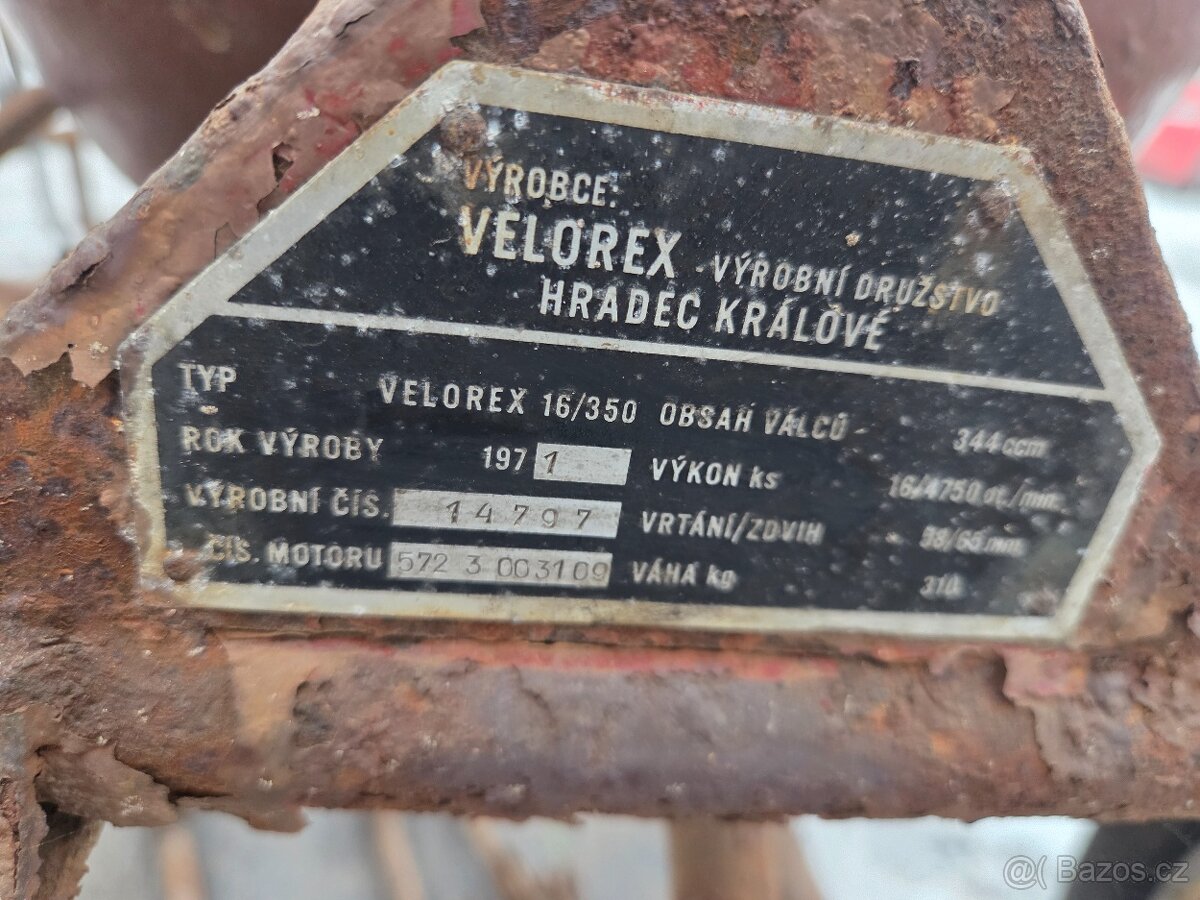 VÝROBCE:
VELOREX - VÝROBNÍ DRUŽSTVO
HRADEC KRÁLOVÉ
TYP VELOREX 16/350 OBSAH VÁLCŮ 344 ccm
ROK VÝROBY 197 1 VÝKON ks 16/4750 ot./min.
VÝROBNÍ ČÍS. 14797 VRTÁNÍ/ZDVIH 58/65 mm
ČÍS. MOTORU 572 3 003109 VÁHA kg 310
@( Bazos.cz